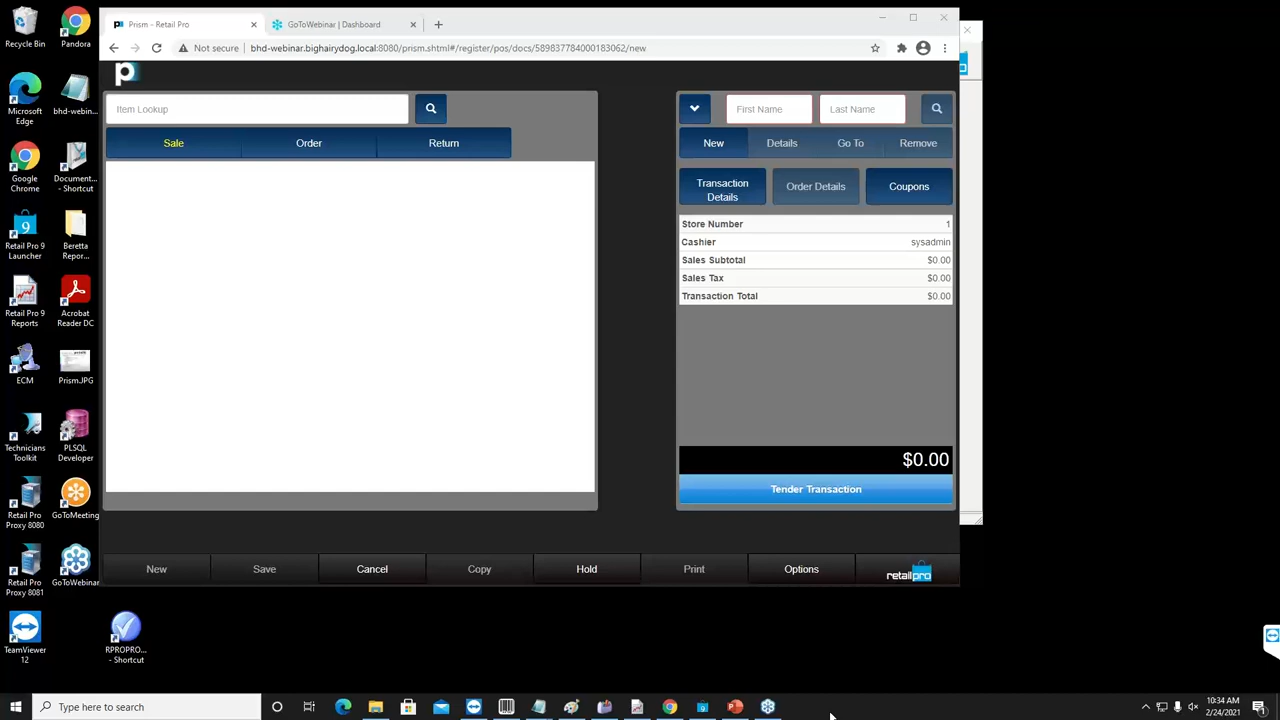 Recycle Bin
Pandora
Microsoft
Edge
bhd-webin...
Google
Chrome
Document...
- Shortcut
Retail Pro 9
Launcher
Beretta
Repor...
Retail Pro 9
Reports
Acrobat
Reader DC
ECM
Prism.JPG
Technicians
Toolkit
PLSQL
Developer
Retail Pro
Proxy 8080
GoToMeeting
Retail Pro
Proxy 8081
GoToWebinar
TeamViewer
12
RPROPRO...
- Shortcut
Prism - Retail Pro
GoToWebinar | Dashboard
Not secure
bhd-webinar.bighairydog.local:8080/prism.shtml#/register/pos/docs/589837784000183062/new
p
Item Lookup
Sale
Order
Return
First Name
Last Name
New
Details
Go To
Remove
Transaction
Details
Order Details
Coupons
Store Number 1
Cashier sysadmin
Sales Subtotal $0.00
Sales Tax $0.00
Transaction Total $0.00
$0.00
Tender Transaction
New
Save
Cancel
Copy
Hold
Print
Options
retailpro
Type here to search
10:34 AM
2/24/2021